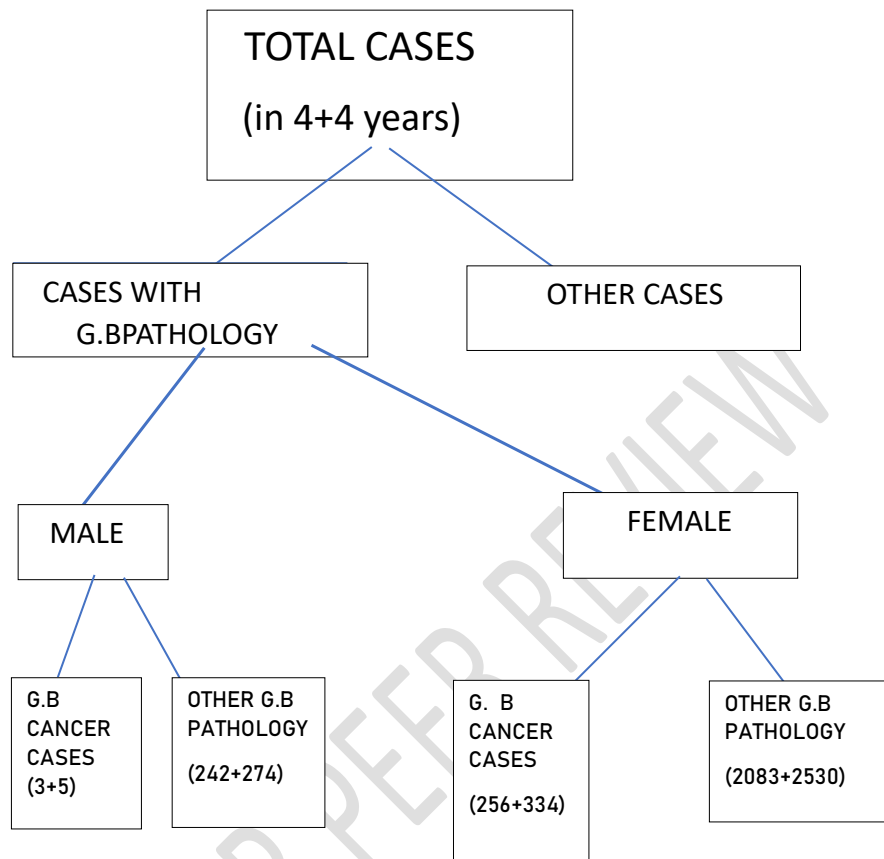 TOTAL CASES
(in 4+4 years)
CASES WITH
G.BPATHOLOGY
OTHER CASES
MALE
FEMALE
G.B
CANCER
CASES
(3+5)
OTHER G.B
PATHOLOGY
(242+274)
G. B
CANCER
CASES
(256+334)
OTHER G.B
PATHOLOGY
(2083+2530)
R PEER REVIEW